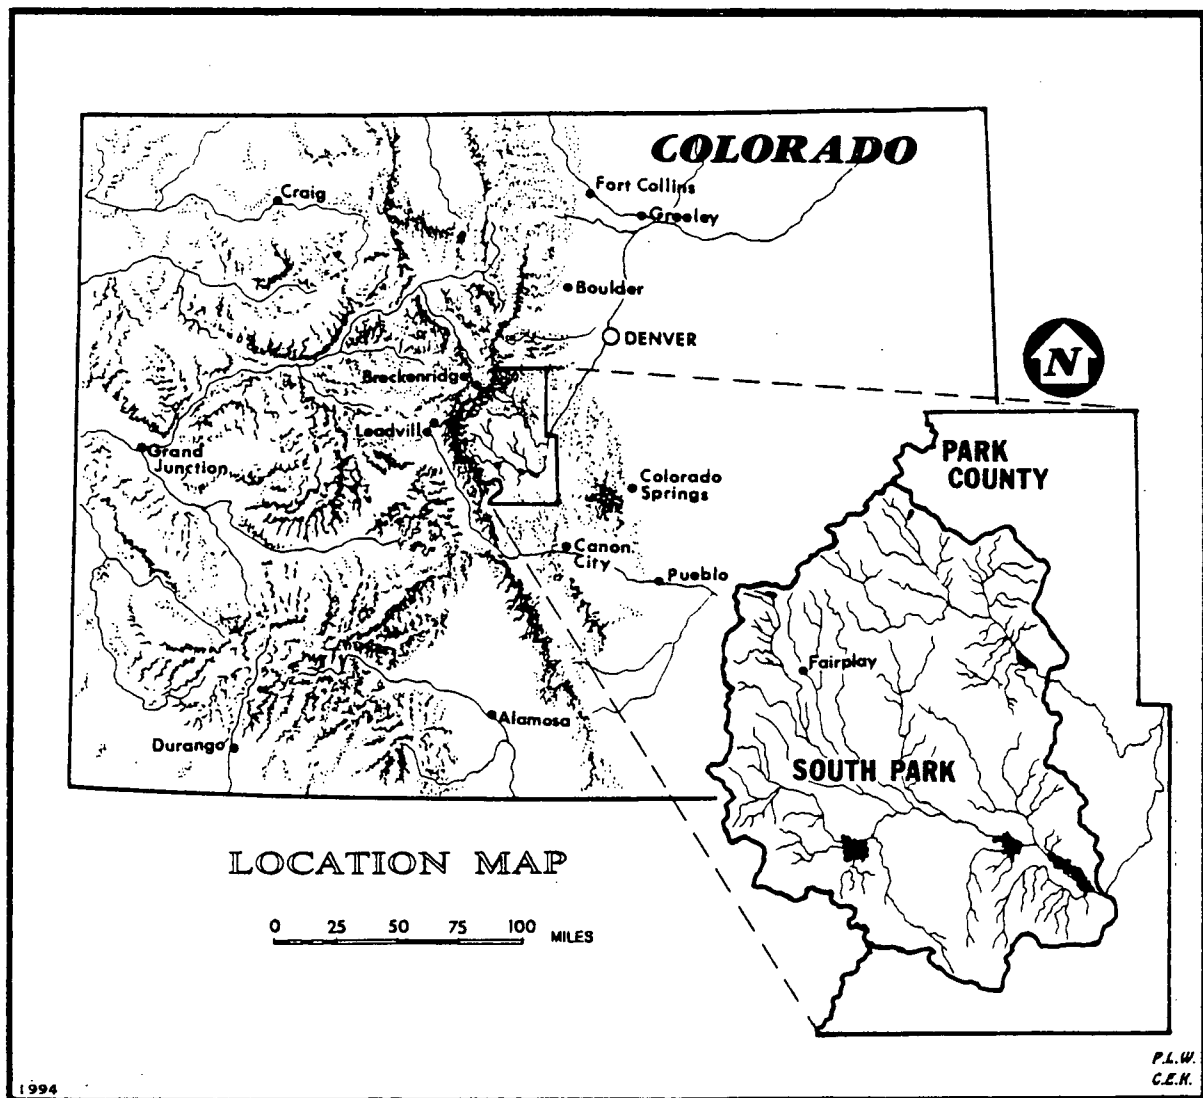 COLORADO
Craig
Fort Collins
Greeley
Boulder
DENVER
Breckenridge
Leadville
Grand
Junction
Colorado
Springs
Canon
City
Pueblo
Alamosa
Durango
N
PARK
COUNTY
Fairplay
SOUTH PARK
LOCATION MAP
0 25 50 75 100 MILES
P.L.W.
C.E.H.
1994